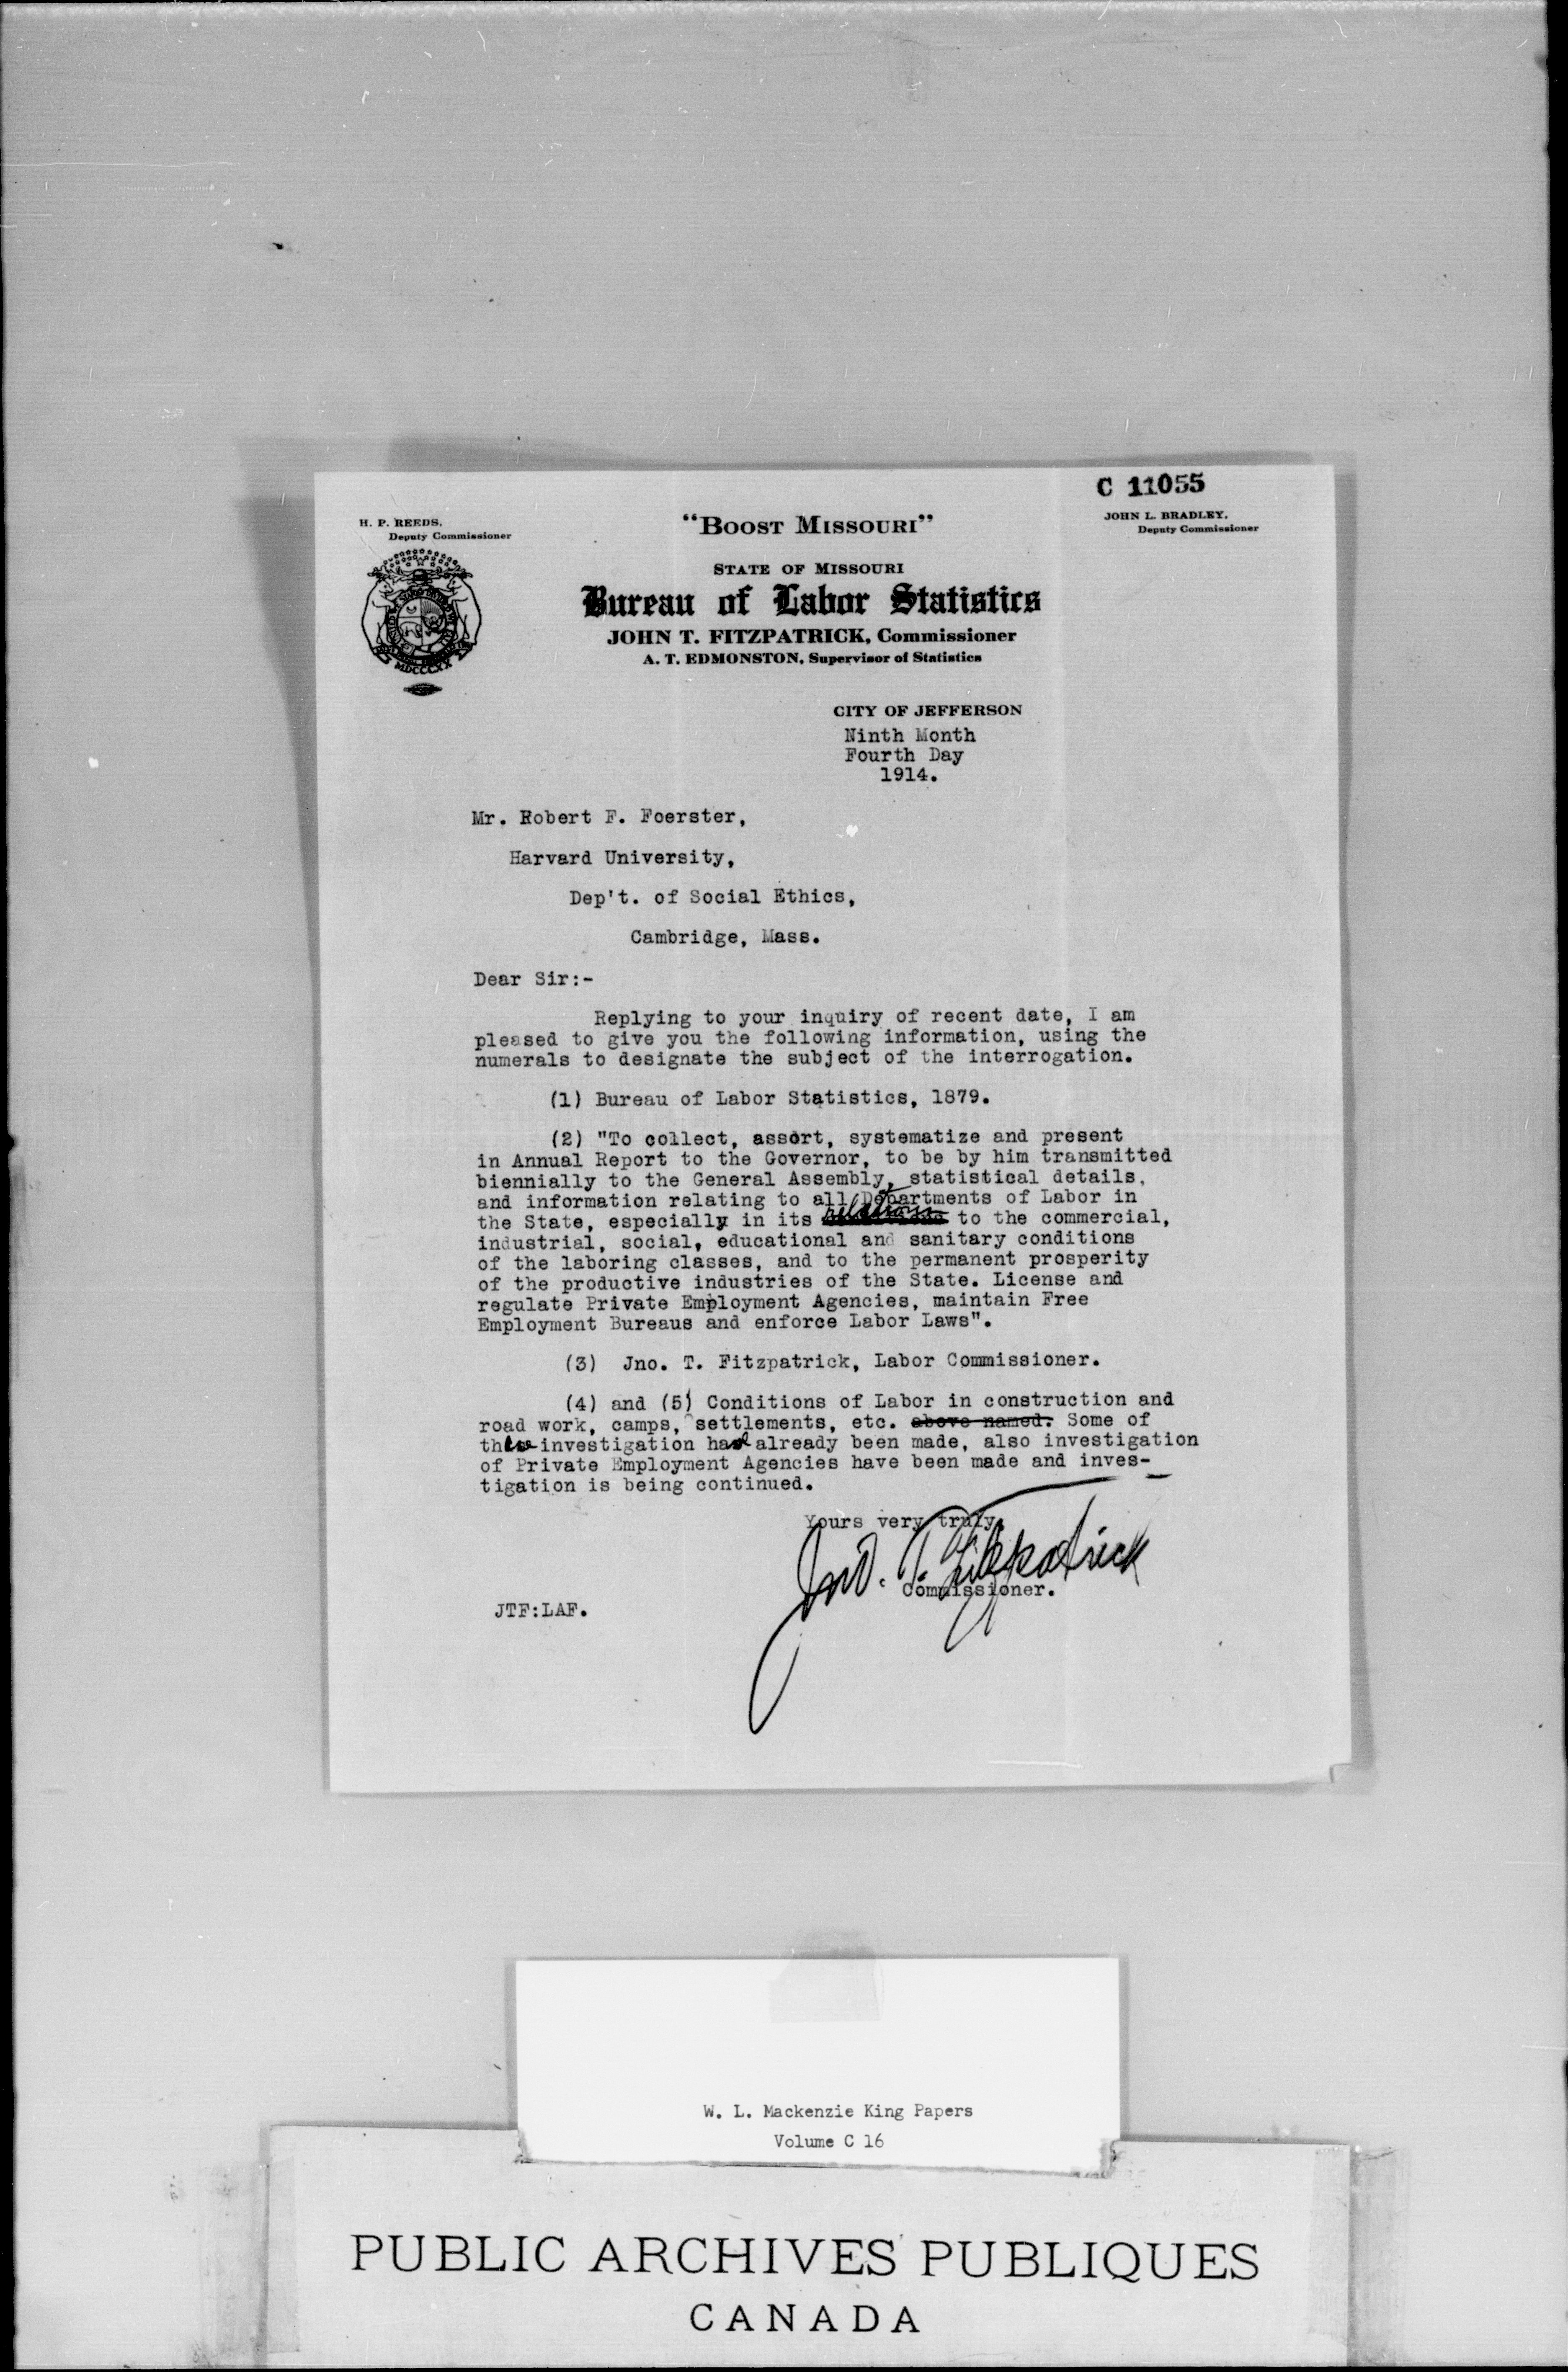 C 11055
H. P. REEDS,
Deputy Commissioner
"BOOST MISSOURI"
JOHN L. BRADLEY,
Deputy Commissioner
STATE OF MISSOURI
Bureau of Labor Statistics
JOHN T. FITZPATRICK, Commissioner
A. T. EDMONSTON, Supervisor of Statistics
MDCCCXX
CITY OF JEFFERSON
Ninth Month
Fourth Day
1914.
Mr. Robert F. Foerster,
Harvard University,
Dep't. of Social Ethics,
Cambridge, Mass.
Dear Sir:-
Replying to your inquiry of recent date, I am
pleased to give you the following information, using the
numerals to designate the subject of the interrogation.
(1) Bureau of Labor Statistics, 1879.
(2) "To collect, assort, systematize and present
in Annual Report to the Governor, to be by him transmitted
biennially to the General Assembly, statistical details,
and information relating to all Departments of Labor in
the State, especially in its relations to the commercial,
industrial, social, educational and sanitary conditions
of the laboring classes, and to the permanent prosperity
of the productive industries of the State. License and
regulate Private Employment Agencies, maintain Free
Employment Bureaus and enforce Labor Laws".
(3) Jno. T. Fitzpatrick, Labor Commissioner.
(4) and (5) Conditions of Labor in construction and
road work, camps, settlements, etc. above named. Some of
these investigation have already been made, also investigation
of Private Employment Agencies have been made and inves-
tigation is being continued.
Yours very truly,
Jno. T. Fitzpatrick
Commissioner.
JTF:LAF.
W. L. Mackenzie King Papers
Volume C 16
PUBLIC ARCHIVES PUBLIQUES
CANADA